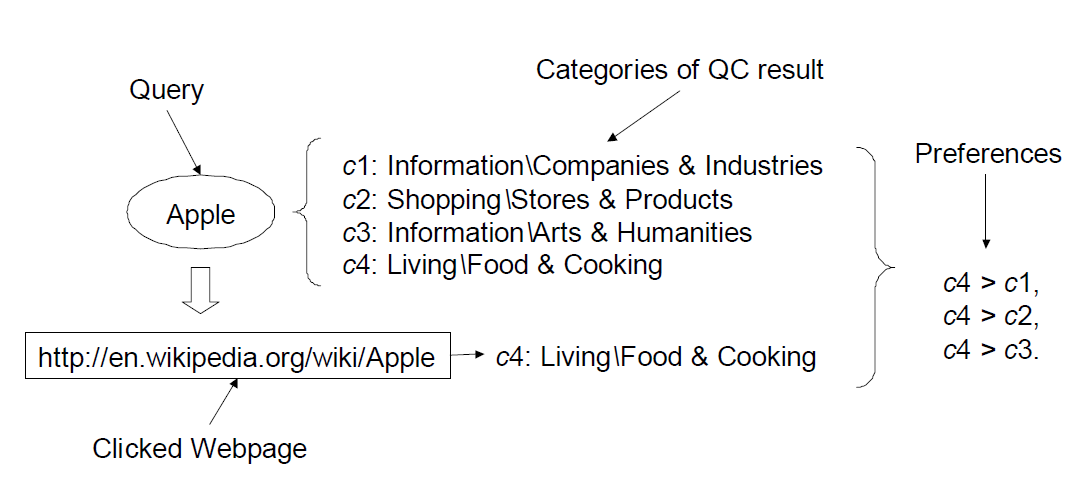 Categories of QC result
Query
c1: Information\Companies & Industries
Preferences
c2: Shopping\Stores & Products
Apple
c3: Information\Arts & Humanities
c4: Living\Food & Cooking
c4 > c1,
c4 > c2,
c4 > c3.
http://en.wikipedia.org/wiki/Apple
c4: Living\Food & Cooking
Clicked Webpage